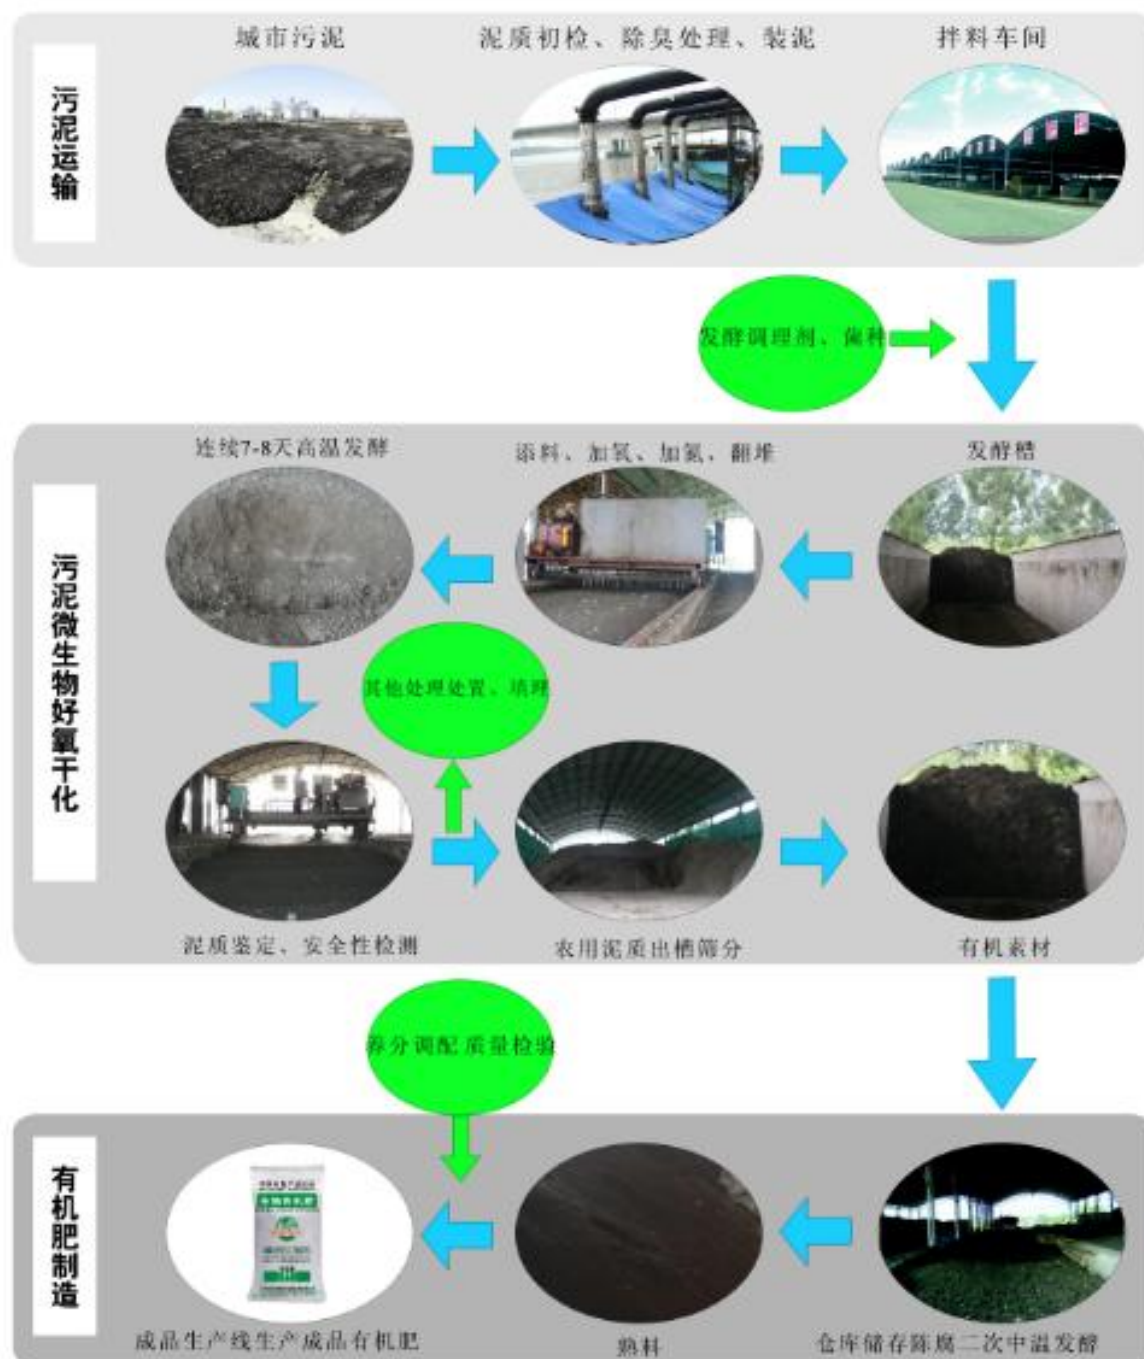 城市污泥
泥质初检、除臭处理、装泥
拌料车间
污泥运输
发酵调理剂、菌种
连续7-8天高温发酵
添料、加氧、加氮、翻堆
发酵槽
污泥微生物好氧干化
其他处理处置、填埋
泥质鉴定、安全性检测
农用泥质出槽筛分
有机素材
养分调配 质量检验
有机肥制造
成品生产线生产成品有机肥
熟料
仓库储存陈腐二次中温发酵